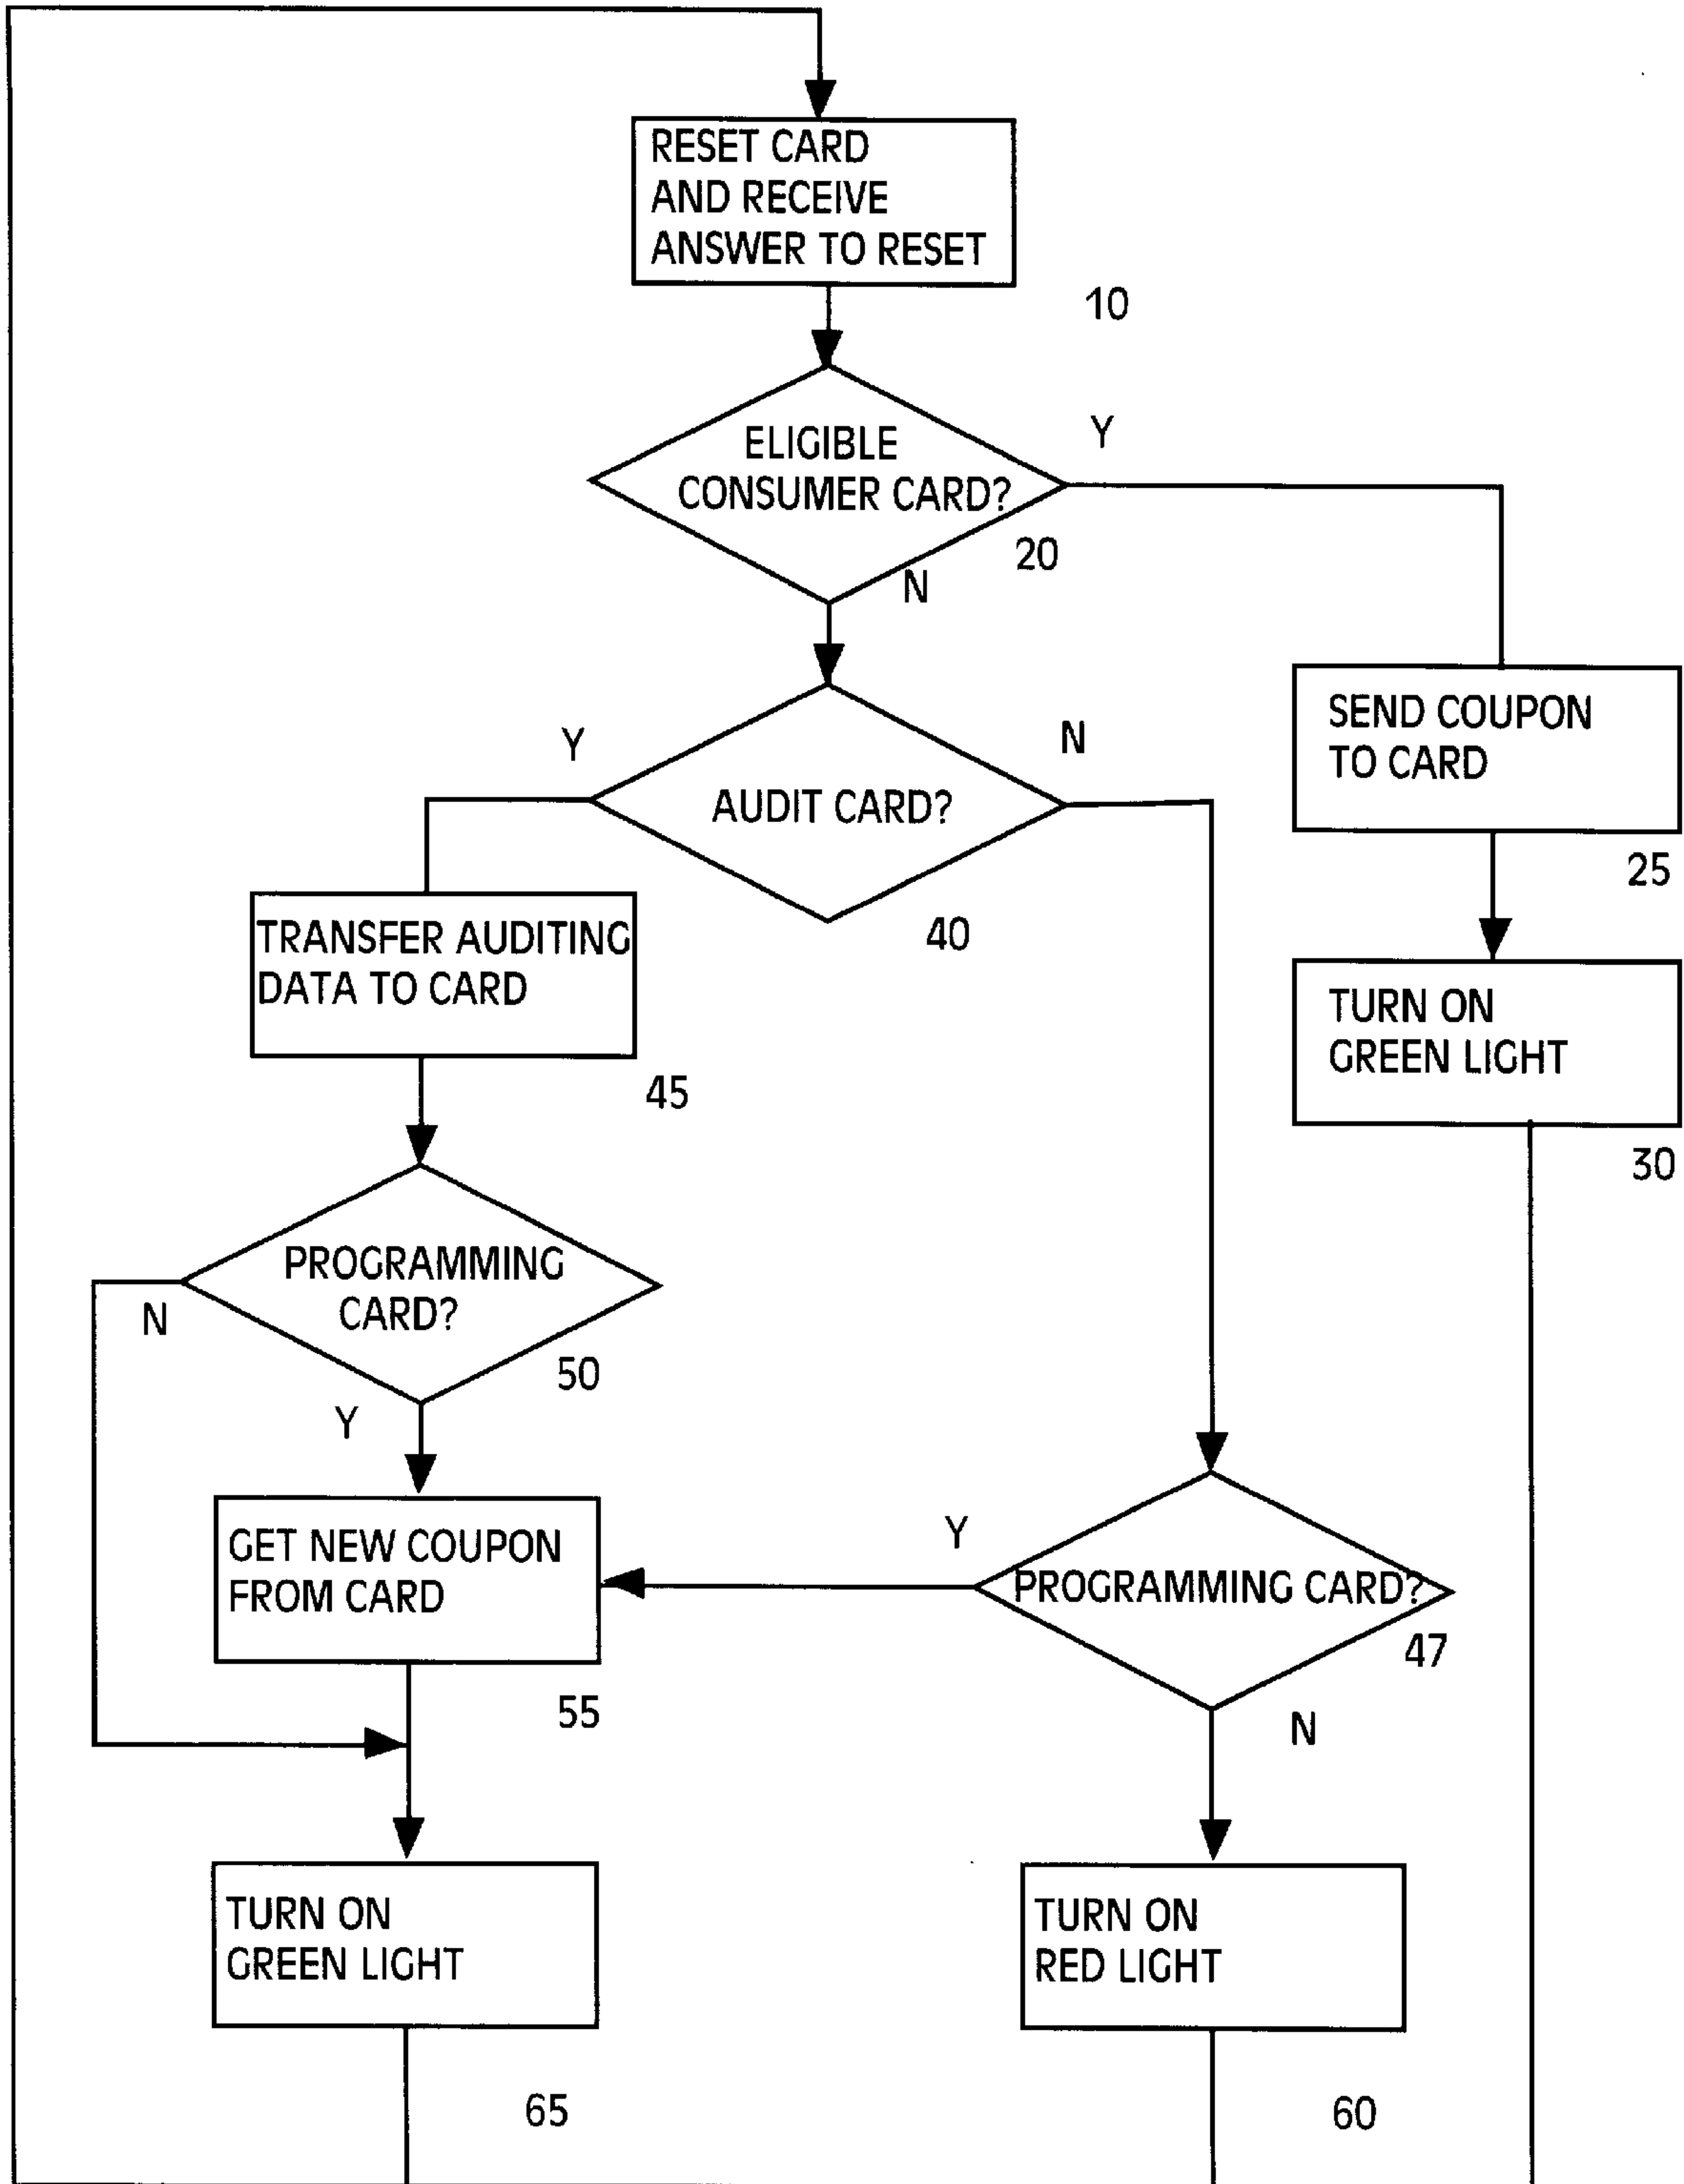 RESET CARD
AND RECEIVE
ANSWER TO RESET
10
ELIGIBLE
CONSUMER CARD?
Y
20
N
SEND COUPON
TO CARD
25
Y
N
AUDIT CARD?
40
TRANSFER AUDITING
DATA TO CARD
45
TURN ON
GREEN LIGHT
30
PROGRAMMING
CARD?
N
50
Y
GET NEW COUPON
FROM CARD
55
Y
PROGRAMMING CARD?
47
N
TURN ON
GREEN LIGHT
65
TURN ON
RED LIGHT
60